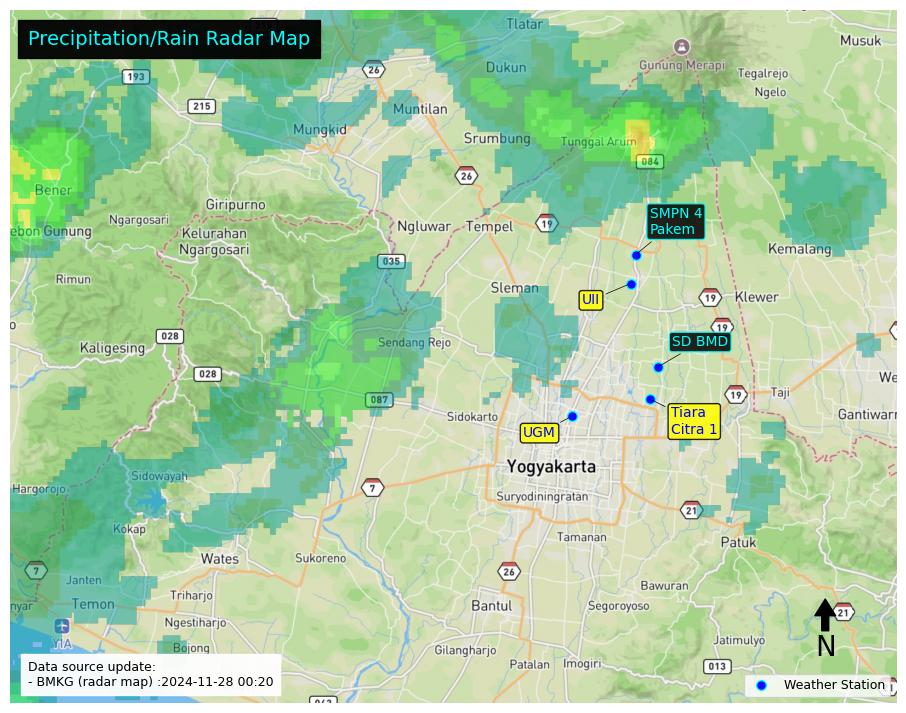 Precipitation/Rain Radar Map
Tlatar
Musuk
26
Dukun
Gunung Merapi
Tegalrejo
193
Ngelo
215
Muntilan
Mungkid
Srumbung
Tunggal Arum
084
26
Bener
Giripurno
Ngargosari
SMPN 4
Pakem
ebon Gunung
Kelurahan
Ngargosari
Ngluwar
Tempel
19
Kemalang
035
Rimun
Sleman
UII
19
Klewer
028
19
Kaligesing
Sendang Rejo
SD BMD
028
We
087
19
Taji
Sidokarto
Tiara
Citra 1
Gantiwarn
UGM
Yogyakarta
Sidowayah
Hargorojo
7
Suryodiningratan
21
Kokap
Tamanan
Patuk
Wates
Sukoreno
7
26
Janten
Bawuran
nyar
Temon
Triharjo
Bantul
Segoroyoso
21
Ngestiharjo
YIA
N
Bojong
Gilangharjo
Jatimulyo
Patalan
Imogiri
013
Data source update:
- BMKG (radar map) :2024-11-28 00:20
Weather Station